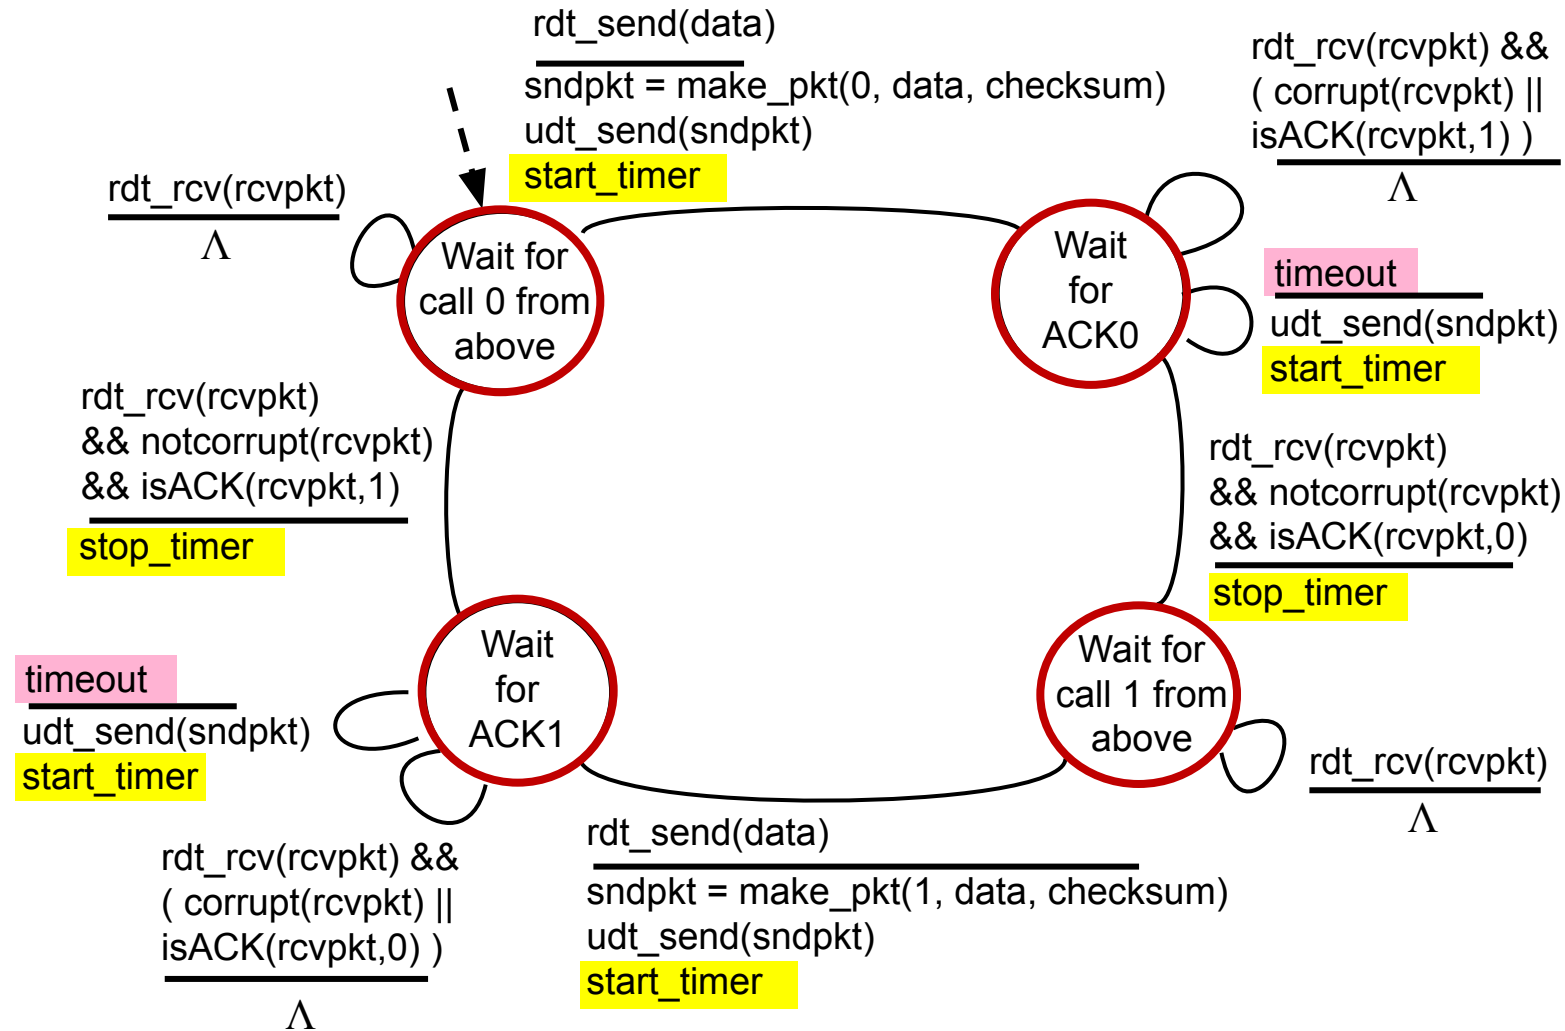 rdt_send(data)
sndpkt = make_pkt(0, data, checksum)
udt_send(sndpkt)
start_timer
rdt_rcv(rcvpkt) &&
( corrupt(rcvpkt) ||
isACK(rcvpkt,1) )
Λ
rdt_rcv(rcvpkt)
Λ
Wait for
call 0 from
above
Wait
for
ACK0
timeout
udt_send(sndpkt)
start_timer
rdt_rcv(rcvpkt)
&& notcorrupt(rcvpkt)
&& isACK(rcvpkt,1)
stop_timer
rdt_rcv(rcvpkt)
&& notcorrupt(rcvpkt)
&& isACK(rcvpkt,0)
stop_timer
Wait
for
ACK1
Wait for
call 1 from
above
timeout
udt_send(sndpkt)
start_timer
rdt_rcv(rcvpkt)
Λ
rdt_rcv(rcvpkt) &&
( corrupt(rcvpkt) ||
isACK(rcvpkt,0) )
Λ
rdt_send(data)
sndpkt = make_pkt(1, data, checksum)
udt_send(sndpkt)
start_timer